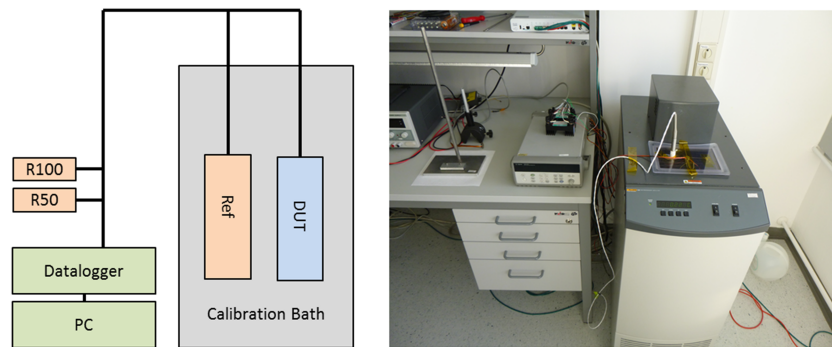 R100
R50
Datalogger
PC
Ref
DUT
Calibration Bath